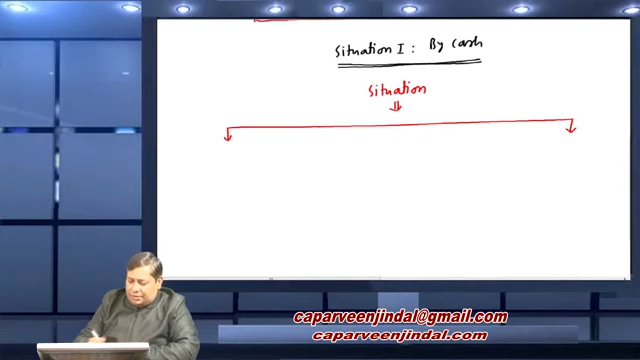 Situation I : By Cash
Situation
caparveenjindal@gmail.com
caparveenjindal.com